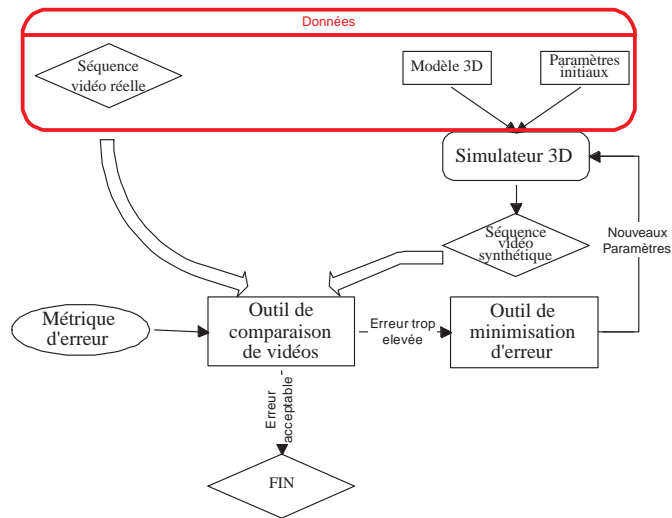 Données
Séquence
vidéo réelle
Modèle 3D
Paramètres
initiaux
Simulateur 3D
Séquence
vidéo
synthétique
Nouveaux
Paramètres
Métrique
d'erreur
Outil de
comparaison
de vidéos
Erreur trop
elevée
Outil de
minimisation
d'erreur
Erreur
acceptable
FIN